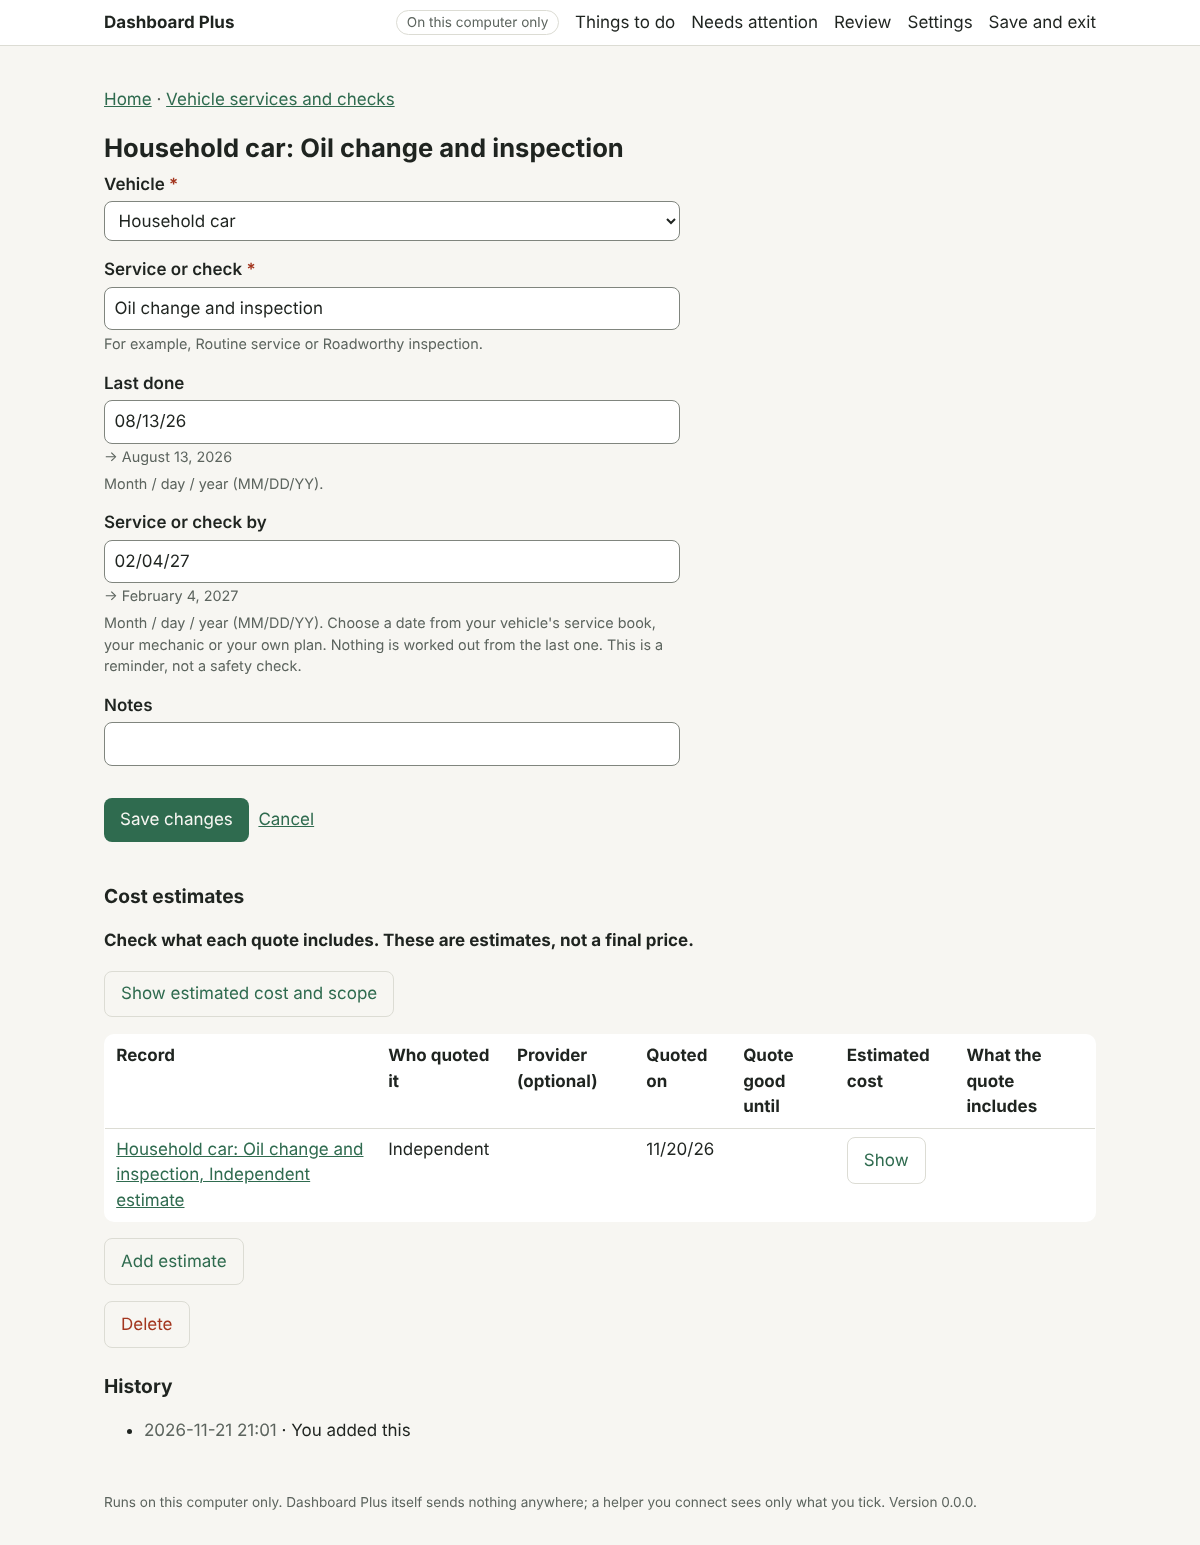 Dashboard Plus
On this computer only
Things to do
Needs attention
Review
Settings
Save and exit
Home · Vehicle services and checks
Household car: Oil change and inspection
Vehicle *
Household car
Service or check *
Oil change and inspection
For example, Routine service or Roadworthy inspection.
Last done
08/13/26
→ August 13, 2026
Month / day / year (MM/DD/YY).
Service or check by
02/04/27
→ February 4, 2027
Month / day / year (MM/DD/YY). Choose a date from your vehicle's service book,
your mechanic or your own plan. Nothing is worked out from the last one. This is a
reminder, not a safety check.
Notes
Save changes
Cancel
Cost estimates
Check what each quote includes. These are estimates, not a final price.
Show estimated cost and scope
Record
Who quoted
it
Provider
(optional)
Quoted
on
Quote
good
until
Estimated
cost
What the
quote
includes
Household car: Oil change and
inspection, Independent
estimate
Independent
11/20/26
Show
Add estimate
Delete
History
• 2026-11-21 21:01 · You added this
Runs on this computer only. Dashboard Plus itself sends nothing anywhere; a helper you connect sees only what you tick. Version 0.0.0.